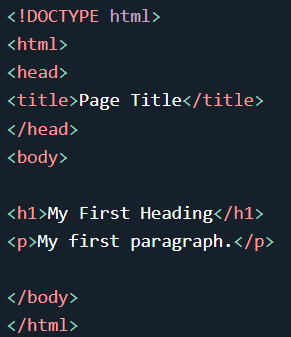 <!DOCTYPE html>
<html>
<head>
<title>Page Title</title>
</head>
<body>
<h1>My First Heading</h1>
<p>My first paragraph.</p>
</body>
</html>